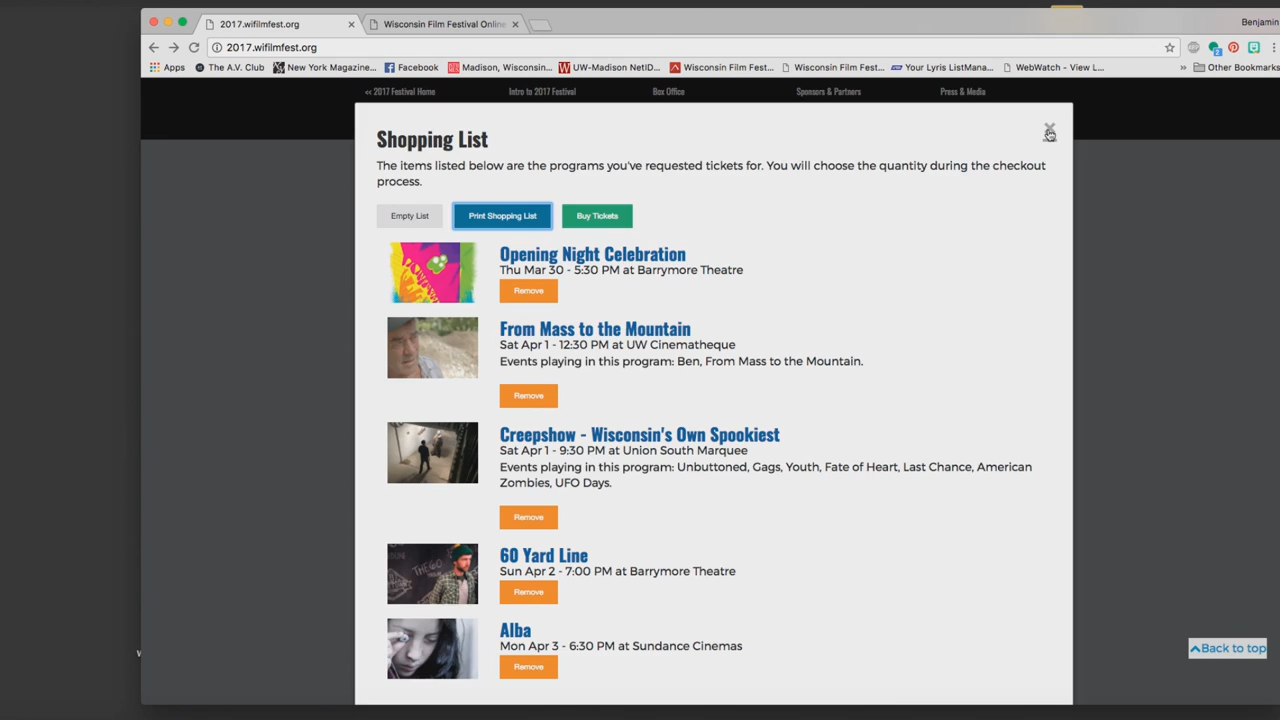 2017.wifilmfest.org
Wisconsin Film Festival Online
Benjamin
2017.wifilmfest.org
Apps
The A.V. Club
New York Magazine...
Facebook
Madison, Wisconsin...
UW-Madison NetID...
Wisconsin Film Fest...
Wisconsin Film Fest...
Your Lyris ListMana...
WebWatch - View L...
»
Other Bookmarks
<< 2017 Festival Home
Intro to 2017 Festival
Box Office
Sponsors & Partners
Press & Media
Shopping List
The items listed below are the programs you've requested tickets for. You will choose the quantity during the checkout
process.
Empty List
Print Shopping List
Buy Tickets
Opening Night Celebration
Thu Mar 30 - 5:30 PM at Barrymore Theatre
Remove
From Mass to the Mountain
Sat Apr 1 - 12:30 PM at UW Cinematheque
Events playing in this program: Ben, From Mass to the Mountain.
Remove
Creepshow - Wisconsin's Own Spookiest
Sat Apr 1 - 9:30 PM at Union South Marquee
Events playing in this program: Unbuttoned, Gags, Youth, Fate of Heart, Last Chance, American
Zombies, UFO Days.
Remove
60 Yard Line
Sun Apr 2 - 7:00 PM at Barrymore Theatre
Remove
Alba
Mon Apr 3 - 6:30 PM at Sundance Cinemas
Remove
Back to top